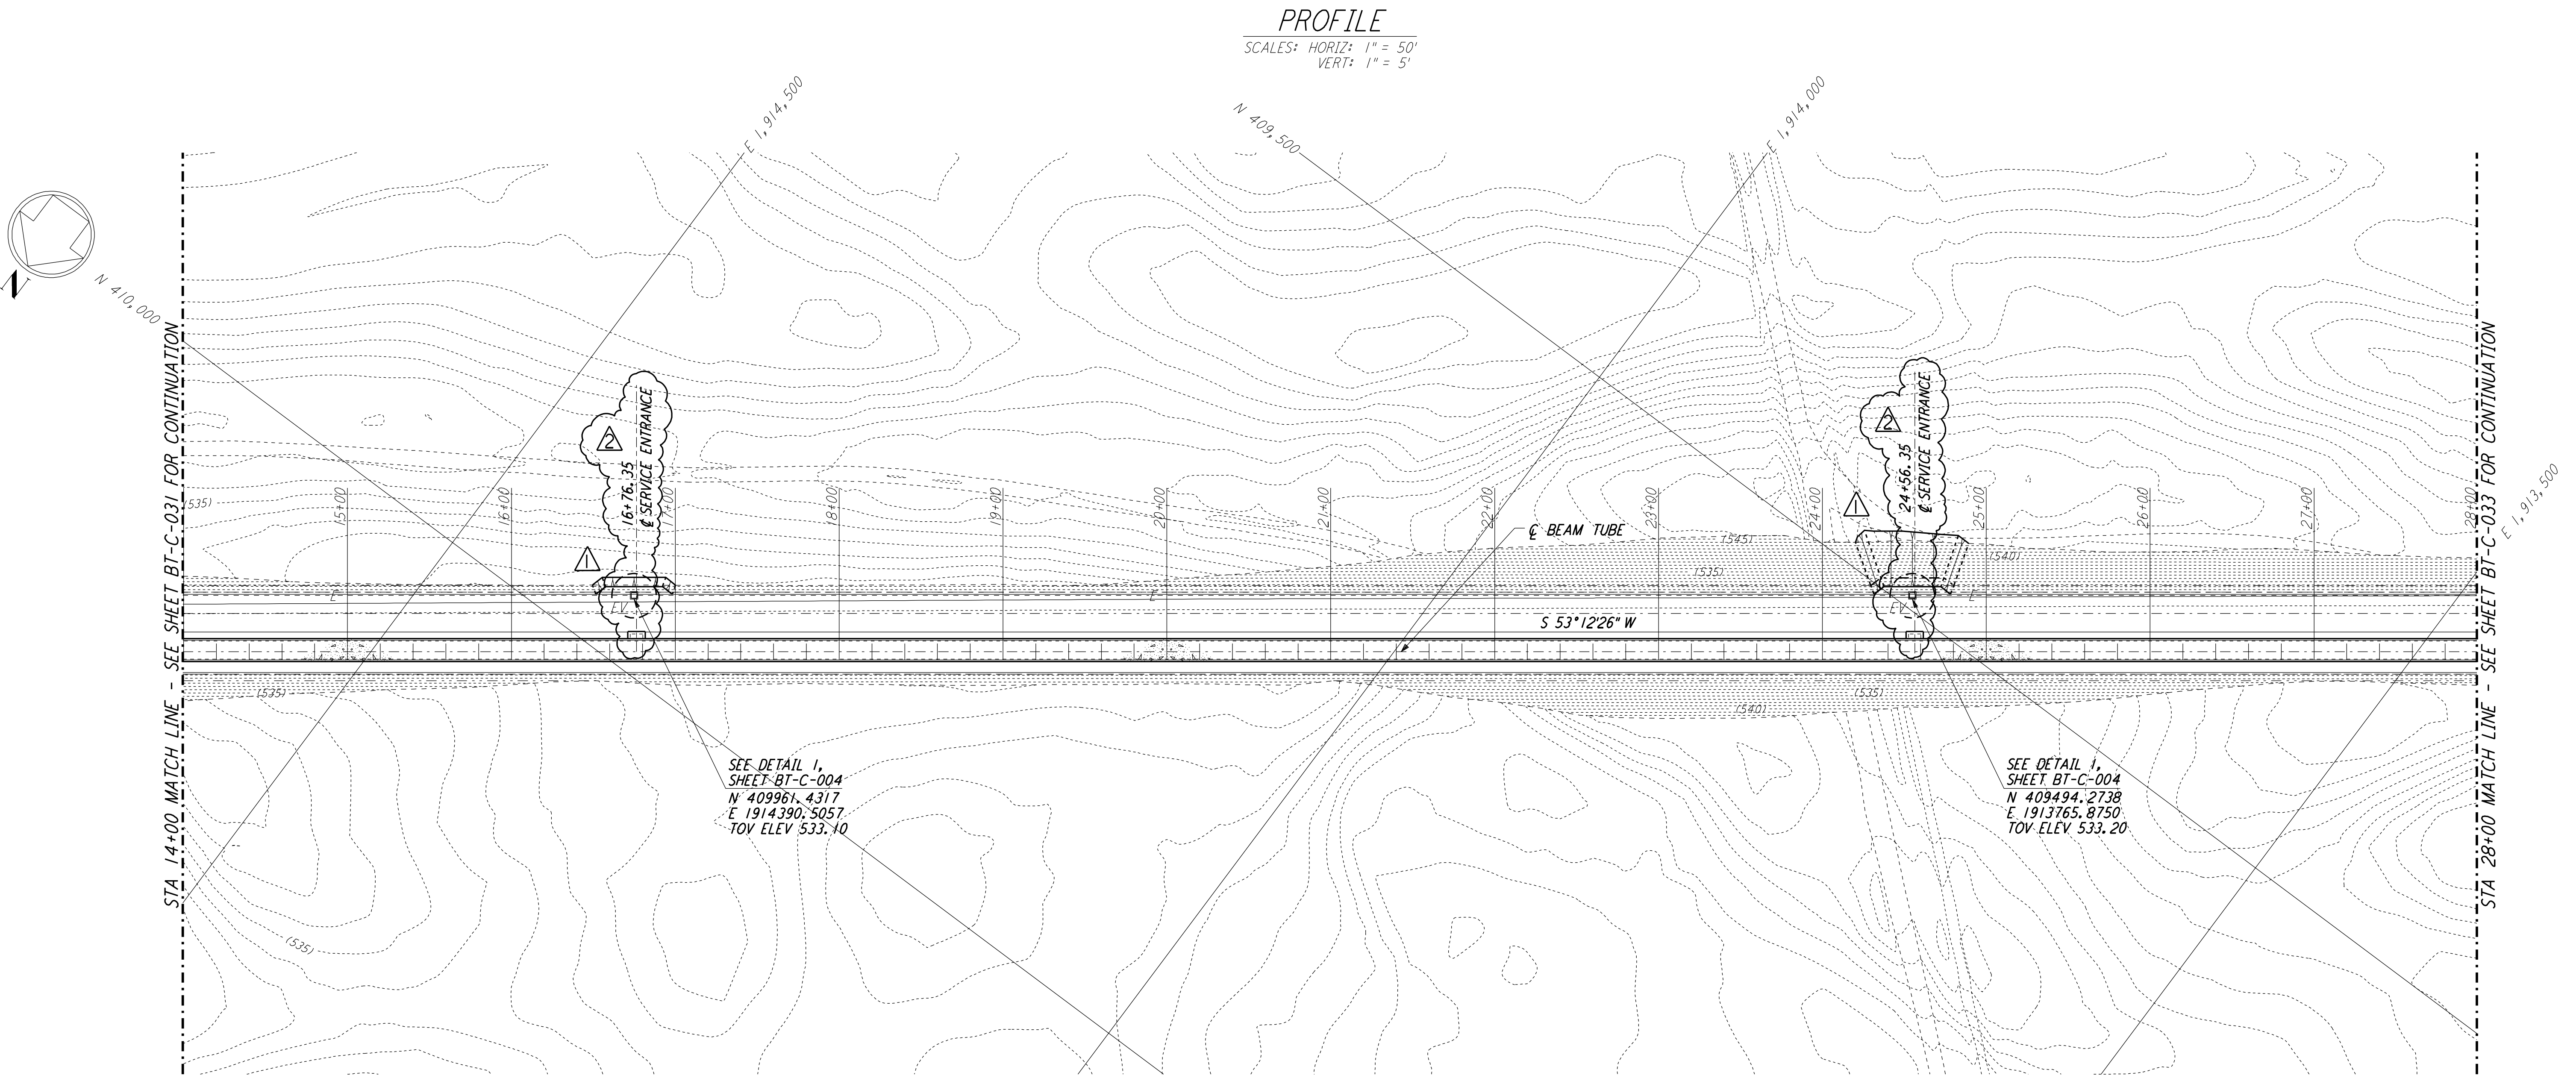 PROFILE
SCALES: HORIZ: 1" = 50'
VERT: 1" = 5'
E 1,914,500
N 409,500
E 1,914,000
N
N 410,000
STA 14+00 MATCH LINE - SEE SHEET BT-C-031 FOR CONTINUATION
(535)
15+00
16+00
2
16+76.35
℄ SERVICE ENTRANCE
1
17+00
18+00
19+00
20+00
21+00
22+00
℄ BEAM TUBE
23+00
(545)
(535)
24+00
2
24+56.35
℄ SERVICE ENTRANCE
1
(540)
26+00
27+00
28+00
25+00
STA 28+00 MATCH LINE - SEE SHEET BT-C-033 FOR CONTINUATION
E 1,913,500
E
EV
E
EV
E
S 53°12'26" W
(535)
(535)
(540)
SEE DETAIL 1,
SHEET BT-C-004
N 409961.4317
E 1914390.5057
TOV ELEV 533.10
SEE DETAIL 1,
SHEET BT-C-004
N 409494.2738
E 1913765.8750
TOV ELEV 533.20
(535)